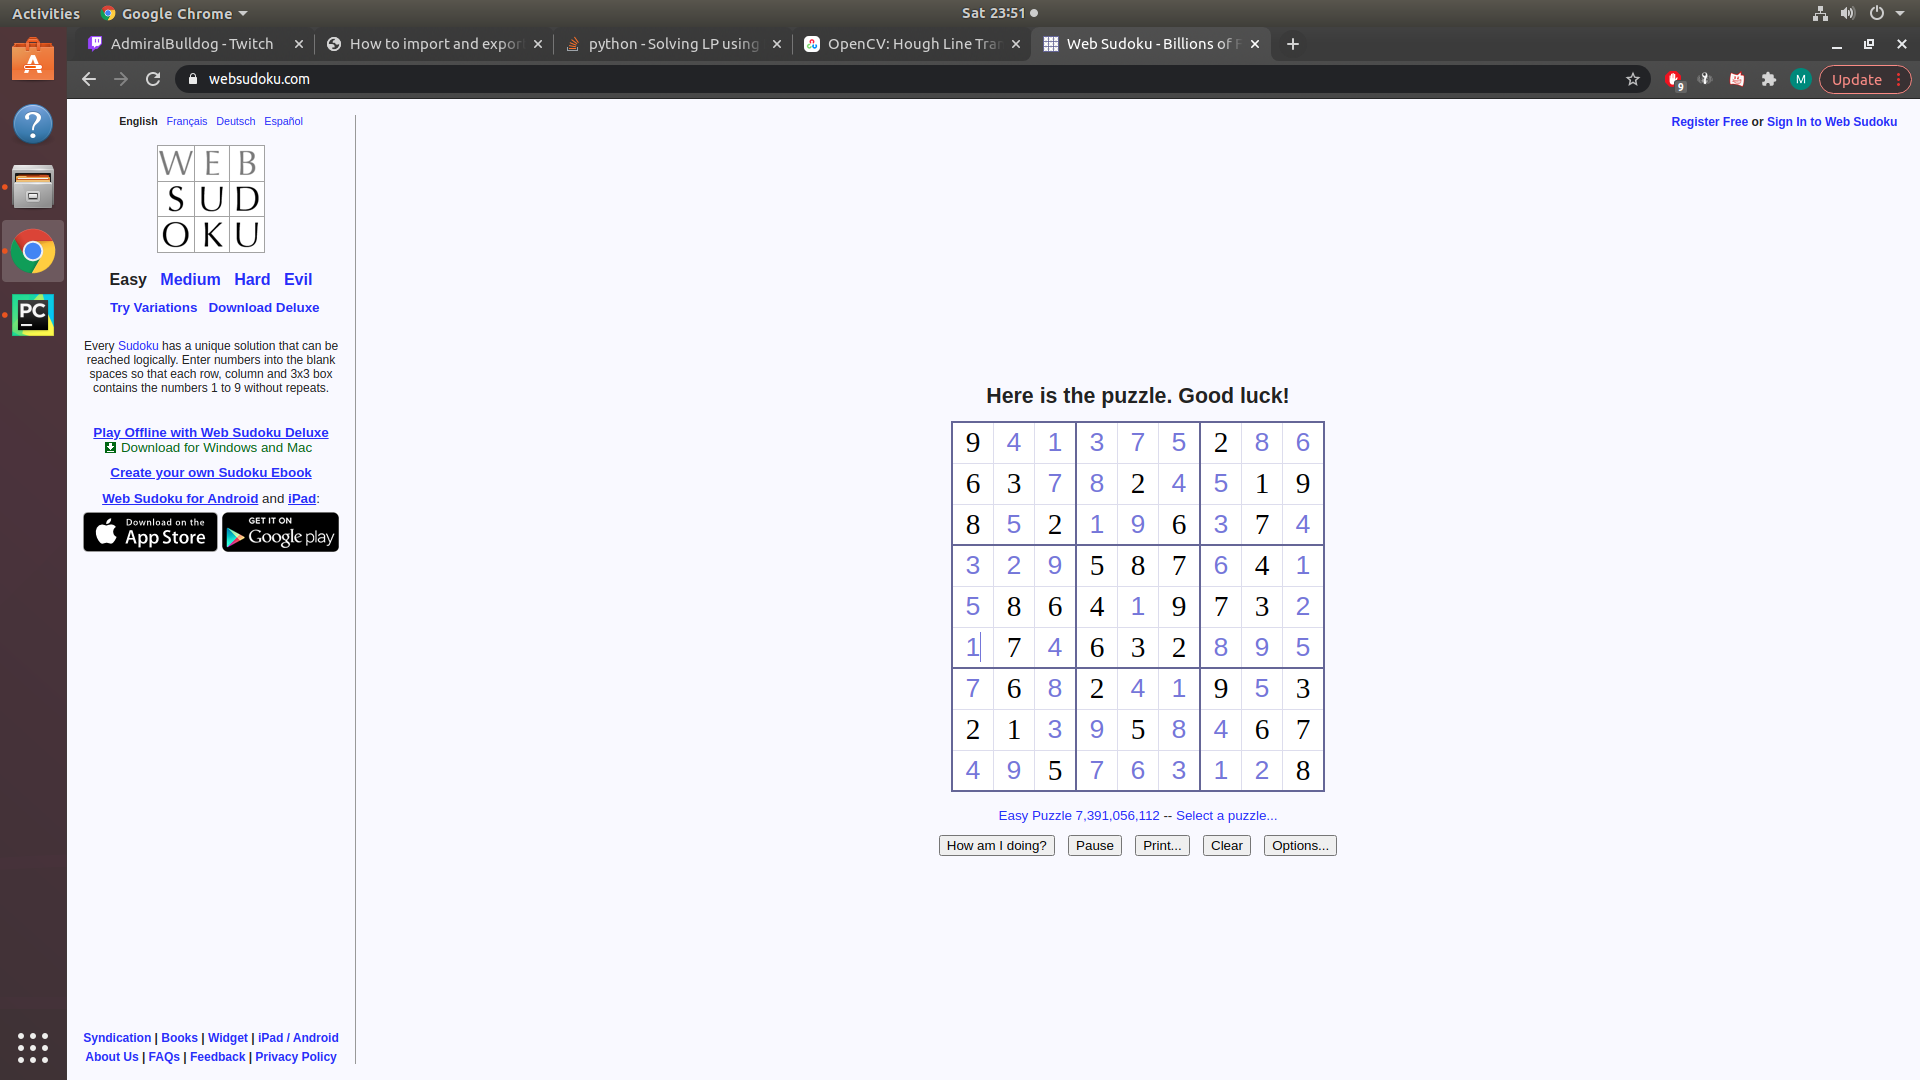 Activities Google Chrome Sat 23:51
AdmiralBulldog - Twitch How to import and expor python - Solving LP using OpenCV: Hough Line Tra Web Sudoku - Billions of F
websudoku.com 9 M Update
English Français Deutsch Español
Register Free or Sign In to Web Sudoku
WEB
SUD
OKU
Easy Medium Hard Evil
Try Variations Download Deluxe
Every Sudoku has a unique solution that can be
reached logically. Enter numbers into the blank
spaces so that each row, column and 3x3 box
contains the numbers 1 to 9 without repeats.
Play Offline with Web Sudoku Deluxe
Download for Windows and Mac
Create your own Sudoku Ebook
Web Sudoku for Android and iPad:
Download on the
App Store
GET IT ON
Google play
Syndication | Books | Widget | iPad / Android
About Us | FAQs | Feedback | Privacy Policy
Here is the puzzle. Good luck!
9 4 1 3 7 5 2 8 6
6 3 7 8 2 4 5 1 9
8 5 2 1 9 6 3 7 4
3 2 9 5 8 7 6 4 1
5 8 6 4 1 9 7 3 2
1 7 4 6 3 2 8 9 5
7 6 8 2 4 1 9 5 3
2 1 3 9 5 8 4 6 7
4 9 5 7 6 3 1 2 8
Easy Puzzle 7,391,056,112 -- Select a puzzle...
How am I doing? Pause Print... Clear Options...
PC